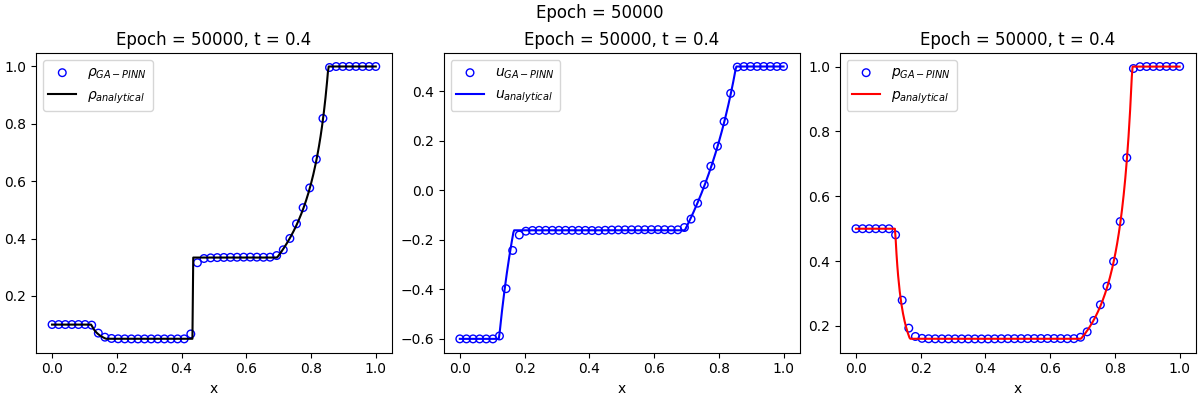 Epoch = 50000
Epoch = 50000, t = 0.4
ρGA−PINN
ρanalytical
1.0
0.8
0.6
0.4
0.2
0.0 0.2 0.4 0.6 0.8 1.0
x
Epoch = 50000, t = 0.4
uGA−PINN
uanalytical
0.4
0.2
0.0
−0.2
−0.4
−0.6
0.0 0.2 0.4 0.6 0.8 1.0
x
Epoch = 50000, t = 0.4
pGA−PINN
panalytical
1.0
0.8
0.6
0.4
0.2
0.0 0.2 0.4 0.6 0.8 1.0
x